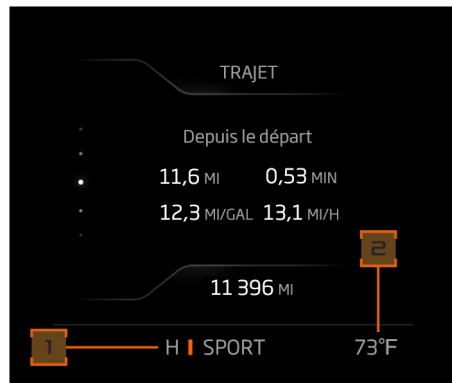 TRAJET
Depuis le départ
11,6 MI 0,53 MIN
12,3 MI/GAL 13,1 MI/H
2
11 396 MI
1 H SPORT 73°F